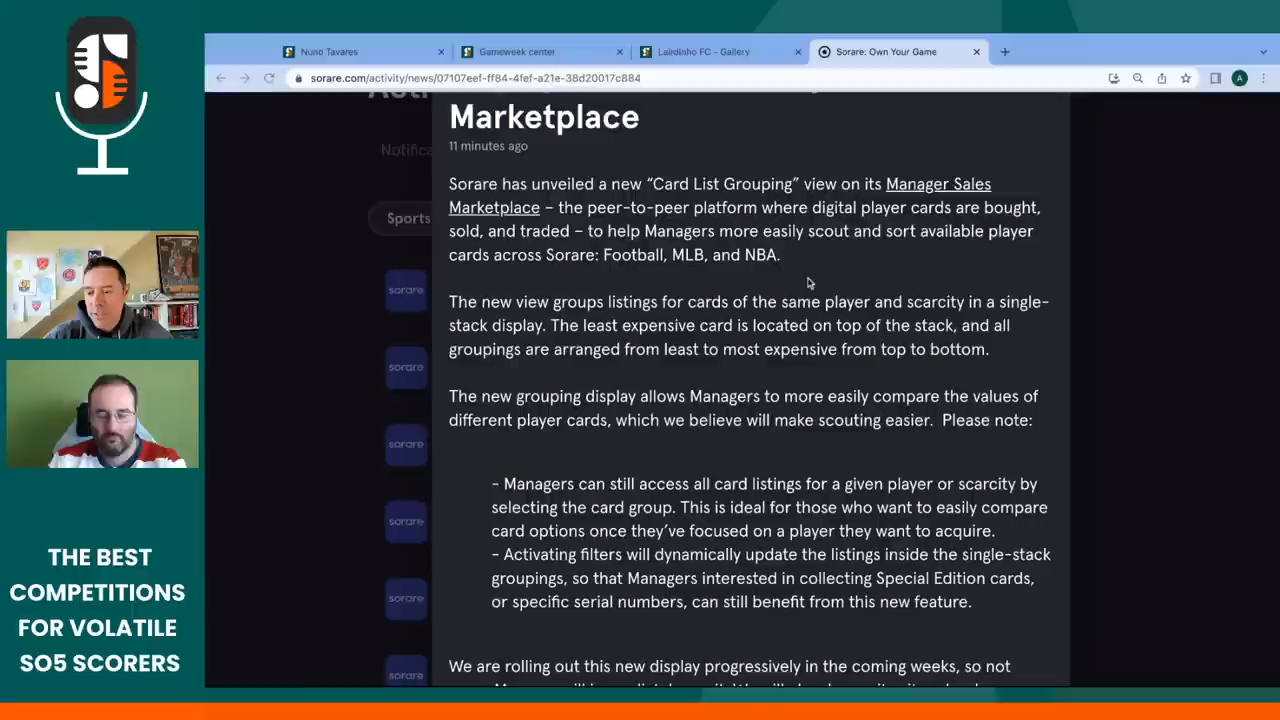 Nuno Tavares
Gameweek center
Lairdinho FC - Gallery
Sorare: Own Your Game
sorare.com/activity/news/07107eef-ff84-4fef-a21e-38d20017c884
A
Marketplace
11 minutes ago
Notifica
Sports
Sorare has unveiled a new “Card List Grouping” view on its Manager Sales
Marketplace – the peer-to-peer platform where digital player cards are bought,
sold, and traded – to help Managers more easily scout and sort available player
cards across Sorare: Football, MLB, and NBA.
The new view groups listings for cards of the same player and scarcity in a single-
stack display. The least expensive card is located on top of the stack, and all
groupings are arranged from least to most expensive from top to bottom.
The new grouping display allows Managers to more easily compare the values of
different player cards, which we believe will make scouting easier. Please note:
- Managers can still access all card listings for a given player or scarcity by
selecting the card group. This is ideal for those who want to easily compare
card options once they’ve focused on a player they want to acquire.
- Activating filters will dynamically update the listings inside the single-stack
groupings, so that Managers interested in collecting Special Edition cards,
or specific serial numbers, can still benefit from this new feature.
We are rolling out this new display progressively in the coming weeks, so not
sorare
sorare
sorare
sorare
sorare
sorare
THE BEST
COMPETITIONS
FOR VOLATILE
SO5 SCORERS